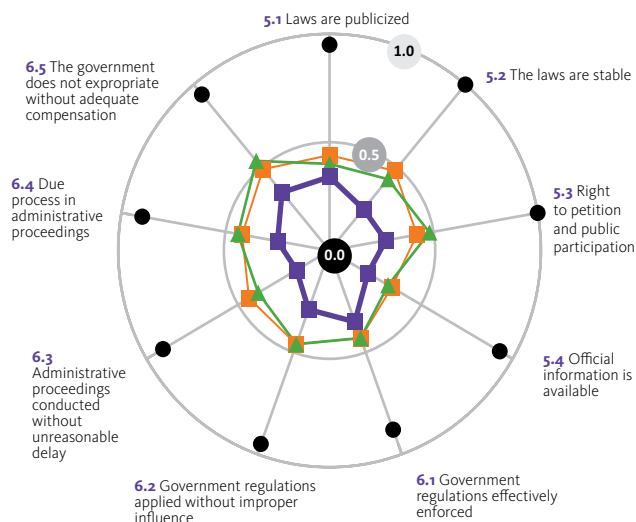 5.1 Laws are publicized
1.0
5.2 The laws are stable
0.5
5.3 Right
to petition
and public
participation
0.0
5.4 Official
information is
available
6.1 Government
regulations effectively
enforced
6.2 Government regulations
applied without improper
influence
6.3
Administrative
proceedings
conducted
without
unreasonable
delay
6.4 Due
process in
administrative
proceedings
6.5 The government
does not expropriate
without adequate
compensation